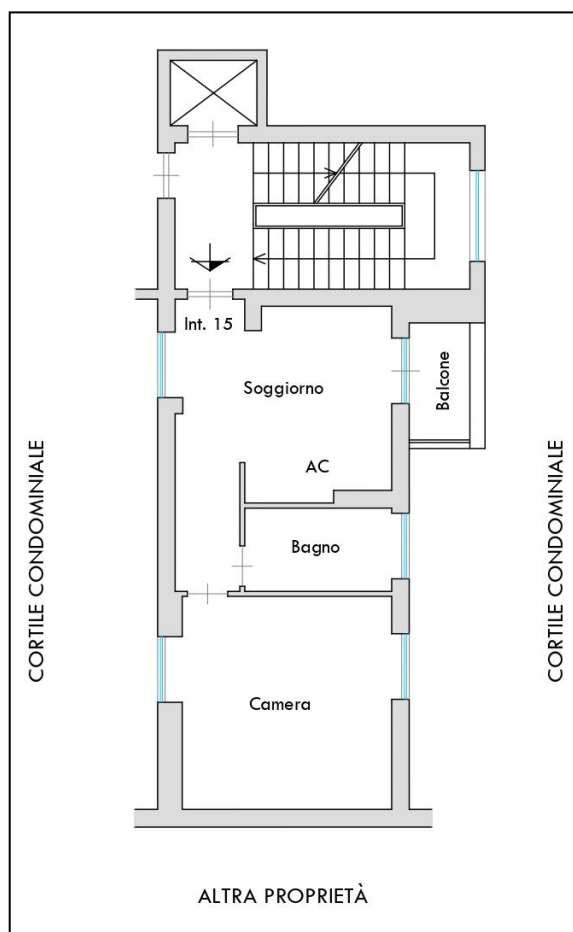 Int. 15
Soggiorno
Balcone
AC
Bagno
Camera
CORTILE CONDOMINIALE
CORTILE CONDOMINIALE
ALTRA PROPRIETÀ